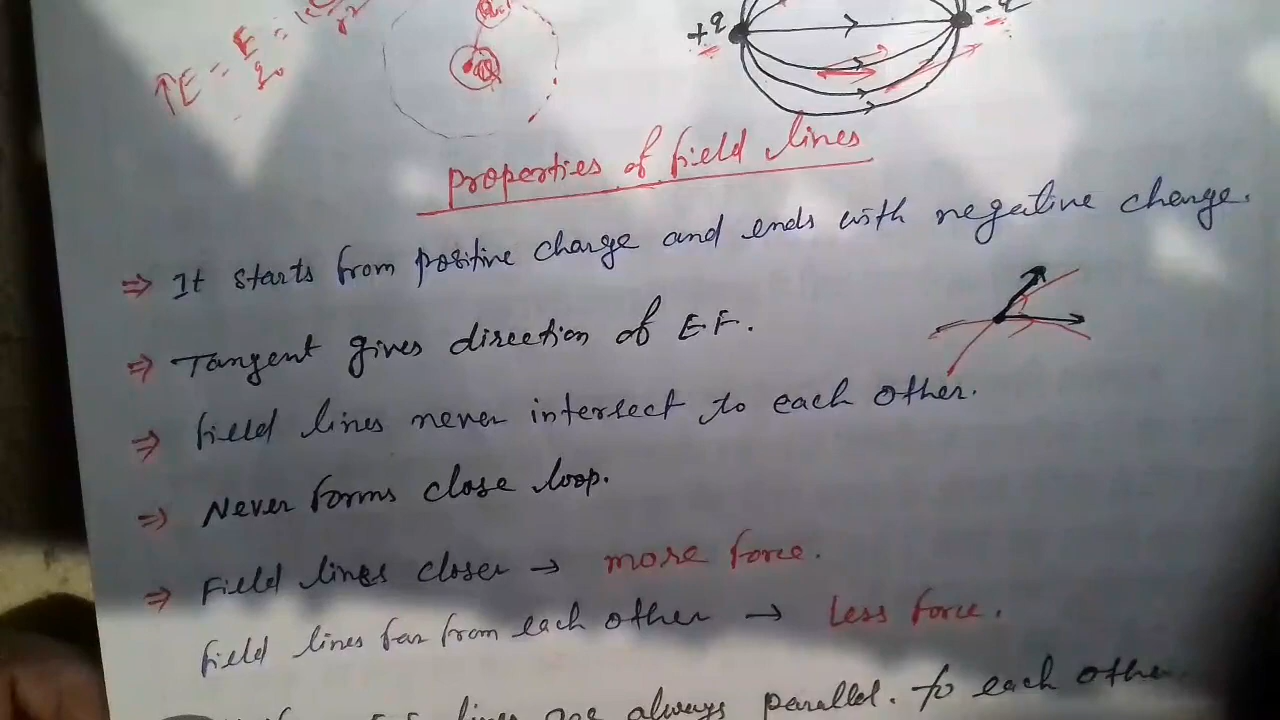 +q
-q
Q
Properties of field lines
⇒ It starts from positive charge and ends with negative charge.
⇒ Tangent gives direction of EF.
⇒ field lines never intersect to each other.
⇒ Never forms close loop.
⇒ Field lines closer → more force.
field lines far from each other → Less force.
lines are always parallel. to each other